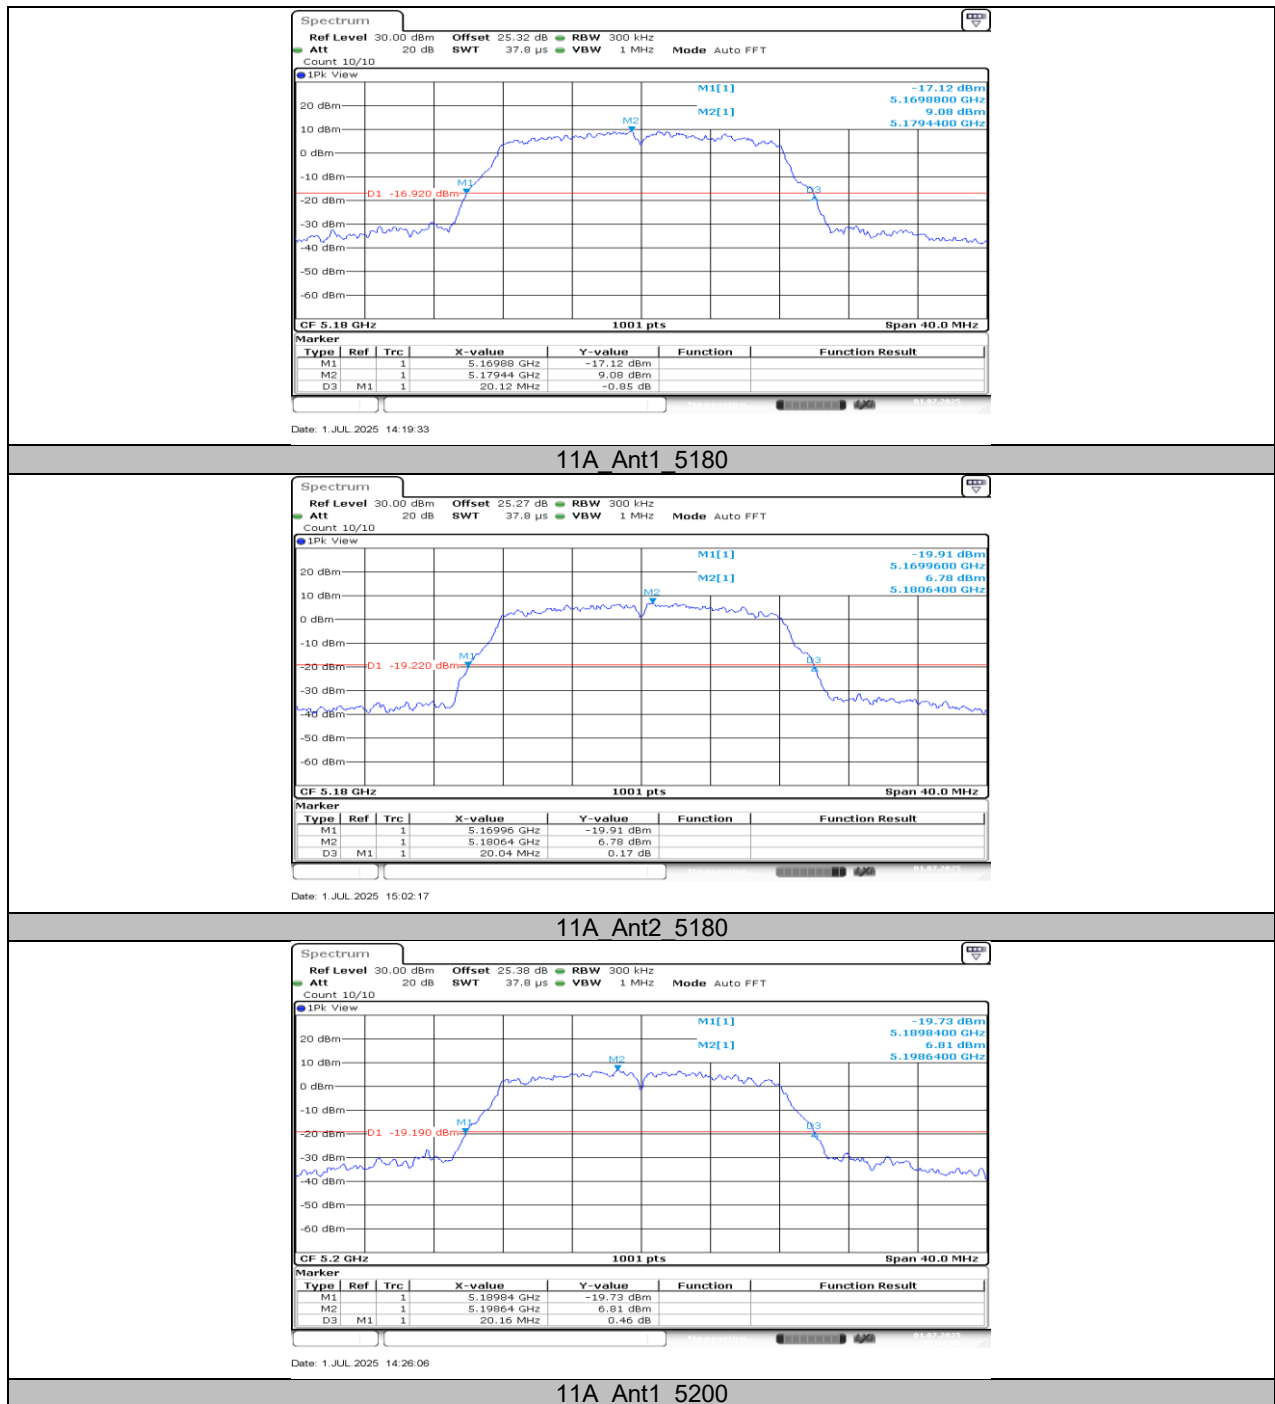 Spectrum
Ref Level 30.00 dBm Offset 25.32 dB RBW 300 kHz
Att 20 dB SWT 37.8 µs VBW 1 MHz Mode Auto FFT
Count 10/10
1Pk View
M1[1] -17.12 dBm
5.1698800 GHz
M2[1] 9.08 dBm
5.1794400 GHz
20 dBm
10 dBm
M2
0 dBm
-10 dBm
M1
D1 -16.920 dBm
D3
-20 dBm
-30 dBm
-40 dBm
-50 dBm
-60 dBm
CF 5.18 GHz 1001 pts Span 40.0 MHz
Marker
Type Ref Trc X-value Y-value Function Function Result
M1 1 5.16988 GHz -17.12 dBm
M2 1 5.17944 GHz 9.08 dBm
D3 M1 1 20.12 MHz -0.85 dB
01.07.2025
Date: 1.JUL.2025 14:19:33
11A_Ant1_5180
Spectrum
Ref Level 30.00 dBm Offset 25.27 dB RBW 300 kHz
Att 20 dB SWT 37.8 µs VBW 1 MHz Mode Auto FFT
Count 10/10
1Pk View
M1[1] -19.91 dBm
5.1699600 GHz
M2[1] 6.78 dBm
5.1806400 GHz
20 dBm
10 dBm
M2
0 dBm
-10 dBm
M1
D3
-20 dBm D1 -19.220 dBm
-30 dBm
-40 dBm
-50 dBm
-60 dBm
CF 5.18 GHz 1001 pts Span 40.0 MHz
Marker
Type Ref Trc X-value Y-value Function Function Result
M1 1 5.16996 GHz -19.91 dBm
M2 1 5.18064 GHz 6.78 dBm
D3 M1 1 20.04 MHz 0.17 dB
01.07.2025
Date: 1.JUL.2025 15:02:17
11A_Ant2_5180
Spectrum
Ref Level 30.00 dBm Offset 25.38 dB RBW 300 kHz
Att 20 dB SWT 37.8 µs VBW 1 MHz Mode Auto FFT
Count 10/10
1Pk View
M1[1] -19.73 dBm
5.1898400 GHz
M2[1] 6.81 dBm
5.1986400 GHz
20 dBm
10 dBm
M2
0 dBm
-10 dBm
M1
D3
-20 dBm D1 -19.190 dBm
-30 dBm
-40 dBm
-50 dBm
-60 dBm
CF 5.2 GHz 1001 pts Span 40.0 MHz
Marker
Type Ref Trc X-value Y-value Function Function Result
M1 1 5.18984 GHz -19.73 dBm
M2 1 5.19864 GHz 6.81 dBm
D3 M1 1 20.16 MHz 0.46 dB
01.07.2025
Date: 1.JUL.2025 14:26:06
11A_Ant1_5200